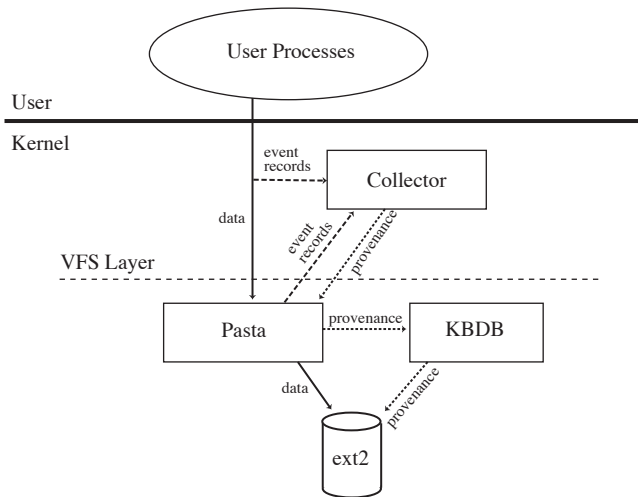 User Processes
User
Kernel
event
records
Collector
data
event
records
provenance
VFS Layer
Pasta
provenance
KBDB
data
provenance
ext2